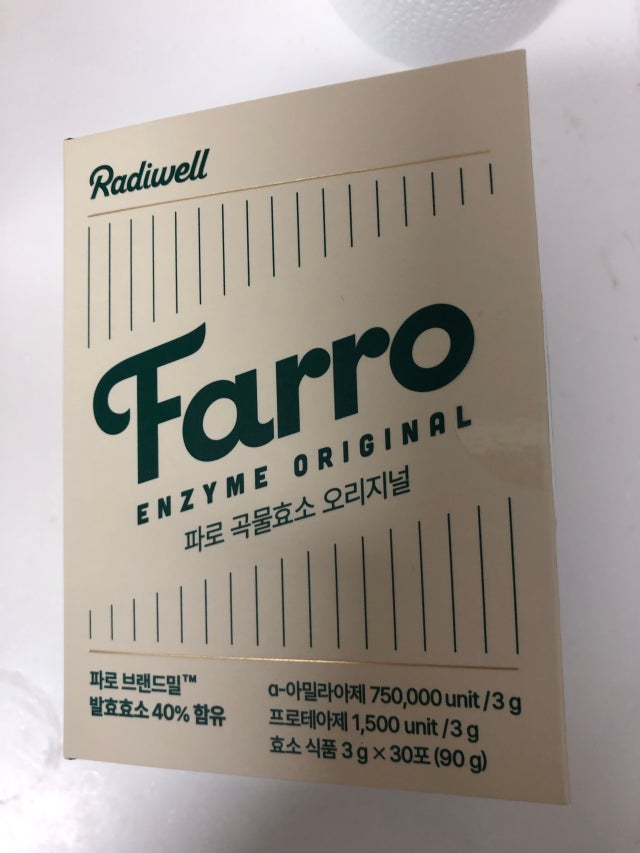 Radiwell
Farro
ENZYME ORIGINAL
파로 곡물효소 오리지널
파로 브랜드밀™
발효효소 40% 함유
α-아밀라아제 750,000 unit / 3 g
프로테아제 1,500 unit / 3 g
효소 식품 3 g × 30포 (90 g)